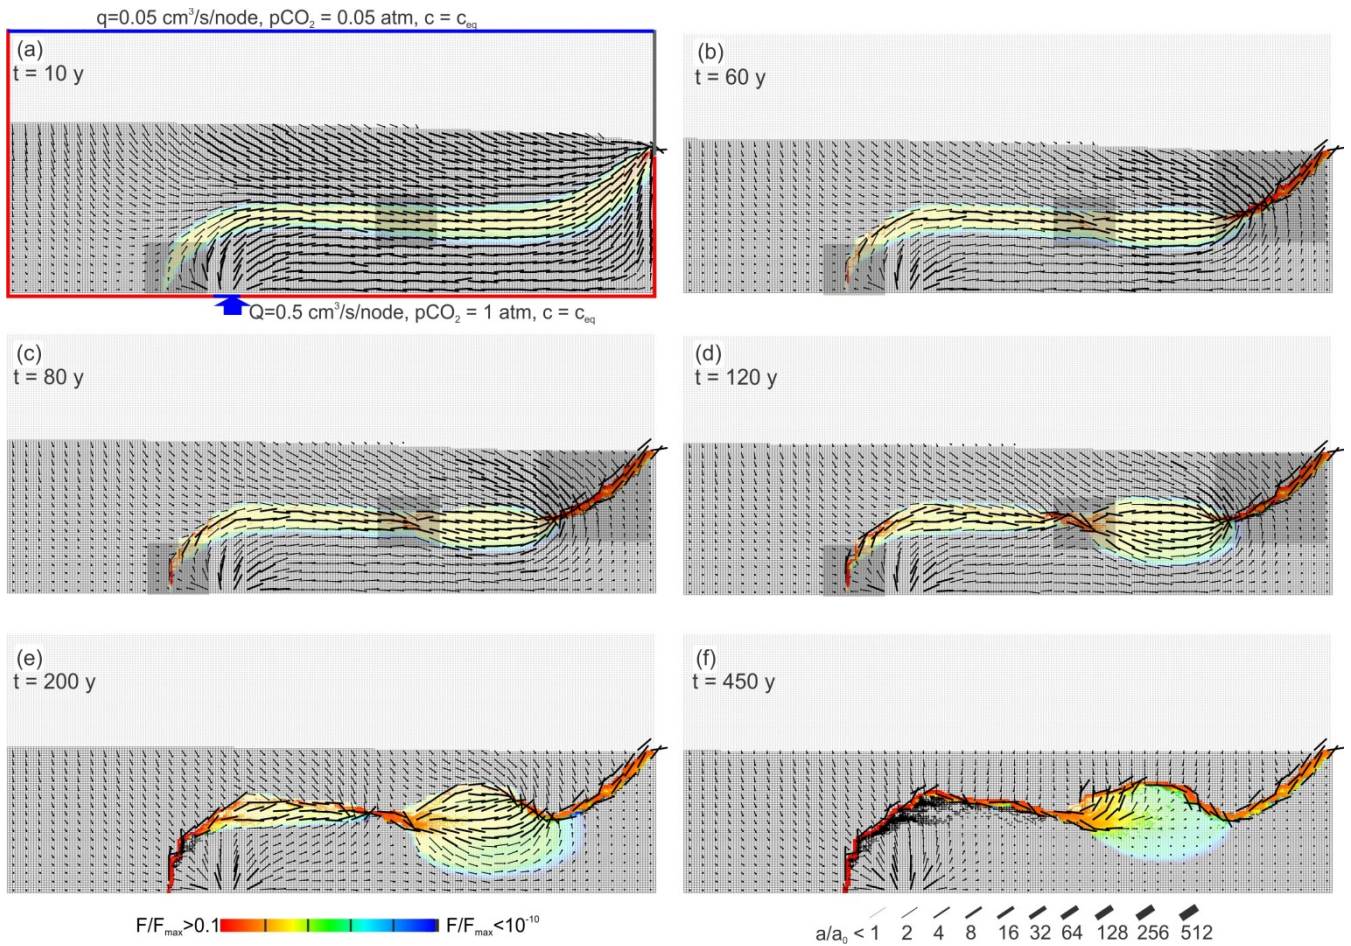 q=0.05 cm³/s/node, pCO₂ = 0.05 atm, c = c_eq
(a)
t = 10 y
(b)
t = 60 y
Q=0.5 cm³/s/node, pCO₂ = 1 atm, c = c_eq
(c)
t = 80 y
(d)
t = 120 y
(e)
t = 200 y
(f)
t = 450 y
F/F_max>0.1 F/F_max<10⁻¹⁰
a/a₀ < 1 2 4 8 16 32 64 128 256 512